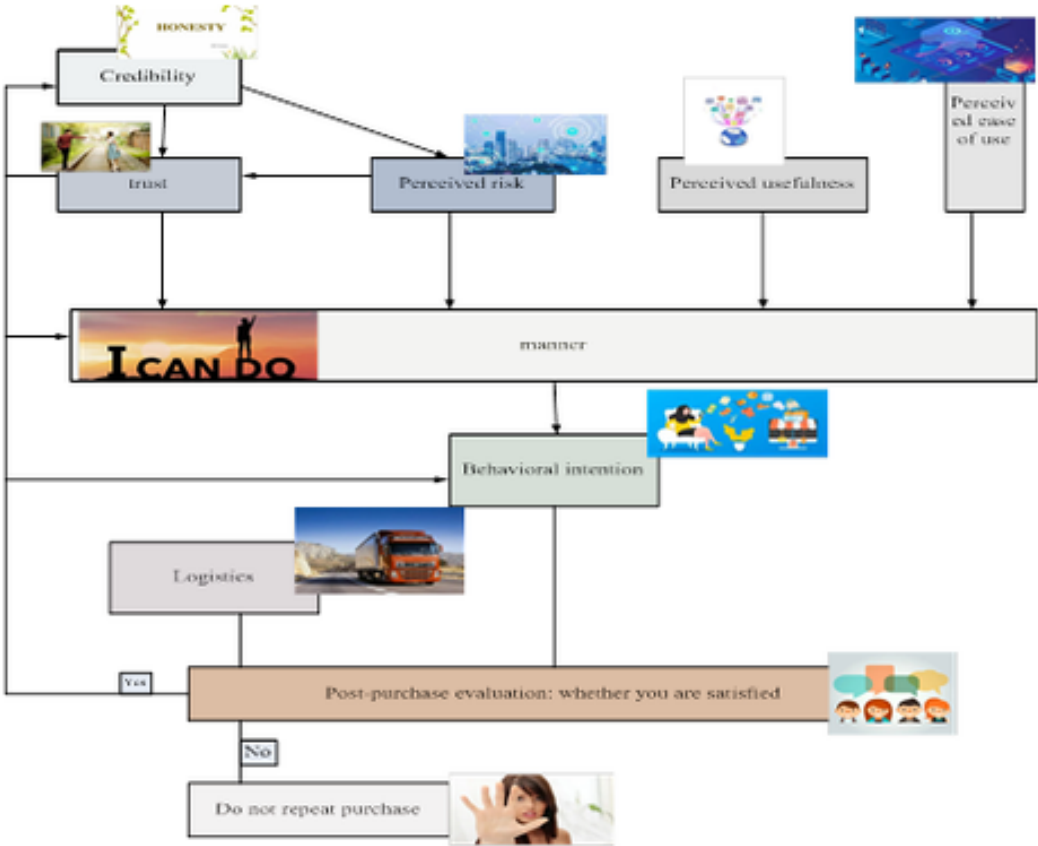 HONESTY
Credibility
trust
Perceived risk
Perceived usefulness
Perceiv
ed ease
of use
I CAN DO
manner
Behavioral intention
Logistics
Yes
Post-purchase evaluation: whether you are satisfied
No
Do not repeat purchase